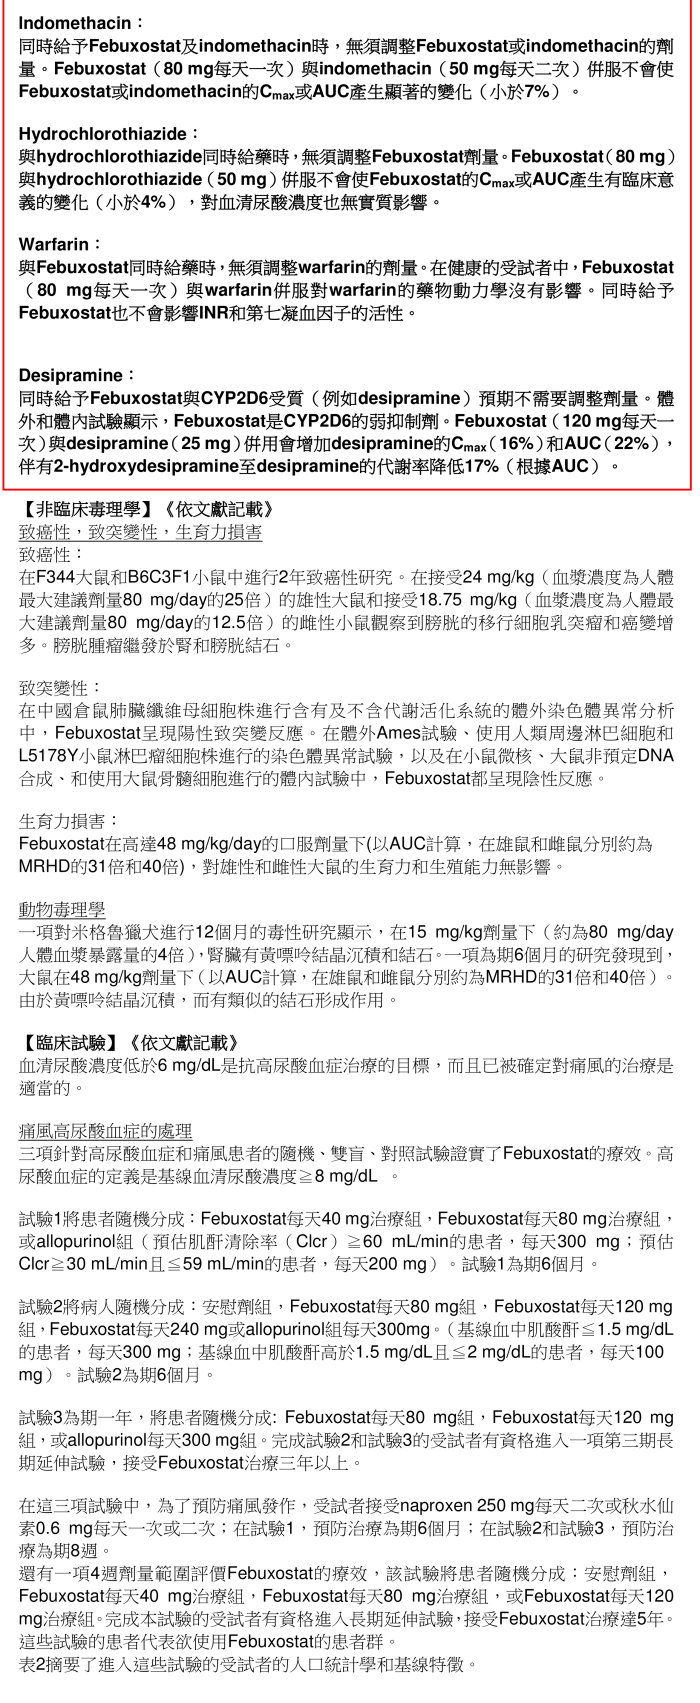 Indomethacin：
同時給予Febuxostat及indomethacin時，無須調整Febuxostat或indomethacin的劑
量。Febuxostat（80 mg每天一次）與indomethacin（50 mg每天二次）併服不會使
Febuxostat或indomethacin的Cmax或AUC產生顯著的變化（小於7%）。
Hydrochlorothiazide：
與hydrochlorothiazide同時給藥時，無須調整Febuxostat劑量。Febuxostat（80 mg）
與hydrochlorothiazide（50 mg）併服不會使Febuxostat的Cmax或AUC產生有臨床意
義的變化（小於4%），對血清尿酸濃度也無實質影響。
Warfarin：
與Febuxostat同時給藥時，無須調整warfarin的劑量。在健康的受試者中，Febuxostat
（80 mg每天一次）與warfarin併服對warfarin的藥物動力學沒有影響。同時給予
Febuxostat也不會影響INR和第七凝血因子的活性。
Desipramine：
同時給予Febuxostat與CYP2D6受質（例如desipramine）預期不需要調整劑量。體
外和體內試驗顯示，Febuxostat是CYP2D6的弱抑制劑。Febuxostat（120 mg每天一
次）與desipramine（25 mg）併用會增加desipramine的Cmax（16%）和AUC（22%），
伴有2-hydroxydesipramine至desipramine的代謝率降低17%（根據AUC）。
【非臨床毒理學】《依文獻記載》
致癌性，致突變性，生育力損害
致癌性：
在F344大鼠和B6C3F1小鼠中進行2年致癌性研究。在接受24 mg/kg（血漿濃度為人體
最大建議劑量80 mg/day的25倍）的雄性大鼠和接受18.75 mg/kg（血漿濃度為人體最
大建議劑量80 mg/day的12.5倍）的雌性小鼠觀察到膀胱的移行細胞乳突瘤和癌變增
多。膀胱腫瘤繼發於腎和膀胱結石。
致突變性：
在中國倉鼠肺臟纖維母細胞株進行含有及不含代謝活化系統的體外染色體異常分析
中，Febuxostat呈現陽性致突變反應。在體外Ames試驗、使用人類周邊淋巴細胞和
L5178Y小鼠淋巴瘤細胞株進行的染色體異常試驗，以及在小鼠微核、大鼠非預定DNA
合成、和使用大鼠骨髓細胞進行的體內試驗中，Febuxostat都呈現陰性反應。
生育力損害：
Febuxostat在高達48 mg/kg/day的口服劑量下(以AUC計算，在雄鼠和雌鼠分別約為
MRHD的31倍和40倍)，對雄性和雌性大鼠的生育力和生殖能力無影響。
動物毒理學
一項對米格魯獵犬進行12個月的毒性研究顯示，在15 mg/kg劑量下（約為80 mg/day
人體血漿暴露量的4倍），腎臟有黃嘌呤結晶沉積和結石。一項為期6個月的研究發現到，
大鼠在48 mg/kg劑量下（以AUC計算，在雄鼠和雌鼠分別約為MRHD的31倍和40倍）。
由於黃嘌呤結晶沉積，而有類似的結石形成作用。
【臨床試驗】《依文獻記載》
血清尿酸濃度低於6 mg/dL是抗高尿酸血症治療的目標，而且已被確定對痛風的治療是
適當的。
痛風高尿酸血症的處理
三項針對高尿酸血症和痛風患者的隨機、雙盲、對照試驗證實了Febuxostat的療效。高
尿酸血症的定義是基線血清尿酸濃度≧8 mg/dL 。
試驗1將患者隨機分成：Febuxostat每天40 mg治療組，Febuxostat每天80 mg治療組，
或allopurinol組（預估肌酐清除率（Clcr）≧60 mL/min的患者，每天300 mg；預估
Clcr≧30 mL/min且≦59 mL/min的患者，每天200 mg）。試驗1為期6個月。
試驗2將病人隨機分成：安慰劑組，Febuxostat每天80 mg組，Febuxostat每天120 mg
組，Febuxostat每天240 mg或allopurinol組每天300mg。（基線血中肌酸酐≦1.5 mg/dL
的患者，每天300 mg；基線血中肌酸酐高於1.5 mg/dL且≦2 mg/dL的患者，每天100
mg）。試驗2為期6個月。
試驗3為期一年，將患者隨機分成: Febuxostat每天80 mg組，Febuxostat每天120 mg
組，或allopurinol每天300 mg組。完成試驗2和試驗3的受試者有資格進入一項第三期長
期延伸試驗，接受Febuxostat治療三年以上。
在這三項試驗中，為了預防痛風發作，受試者接受naproxen 250 mg每天二次或秋水仙
素0.6 mg每天一次或二次；在試驗1，預防治療為期6個月；在試驗2和試驗3，預防治
療為期8週。
還有一項4週劑量範圍評價Febuxostat的療效，該試驗將患者隨機分成：安慰劑組，
Febuxostat每天40 mg治療組，Febuxostat每天80 mg治療組，或Febuxostat每天120
mg治療組。完成本試驗的受試者有資格進入長期延伸試驗，接受Febuxostat治療達5年。
這些試驗的患者代表欲使用Febuxostat的患者群。
表2摘要了進入這些試驗的受試者的人口統計學和基線特徵。